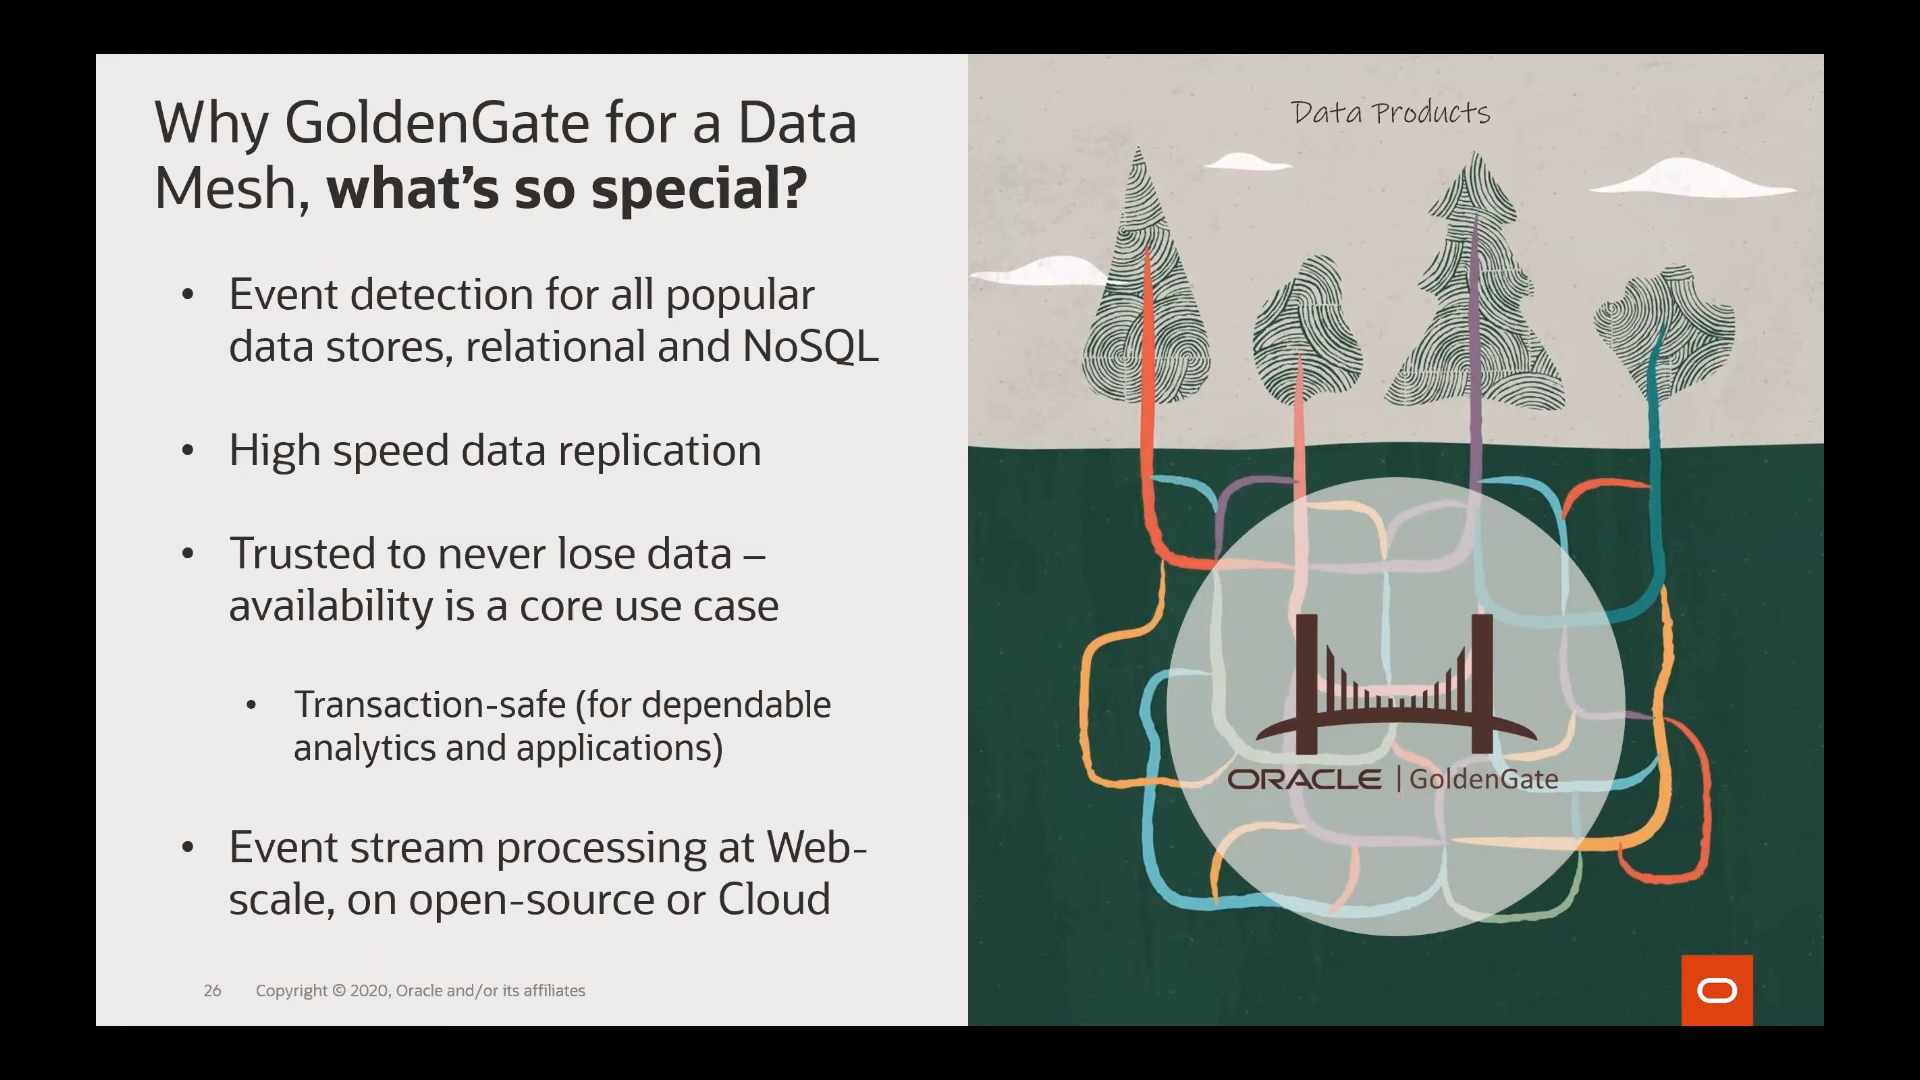 Why GoldenGate for a Data
Mesh, what’s so special?
• Event detection for all popular
data stores, relational and NoSQL
• High speed data replication
• Trusted to never lose data –
availability is a core use case
• Transaction-safe (for dependable
analytics and applications)
• Event stream processing at Web-
scale, on open-source or Cloud
26 Copyright © 2020, Oracle and/or its affiliates
Data Products
ORACLE | GoldenGate